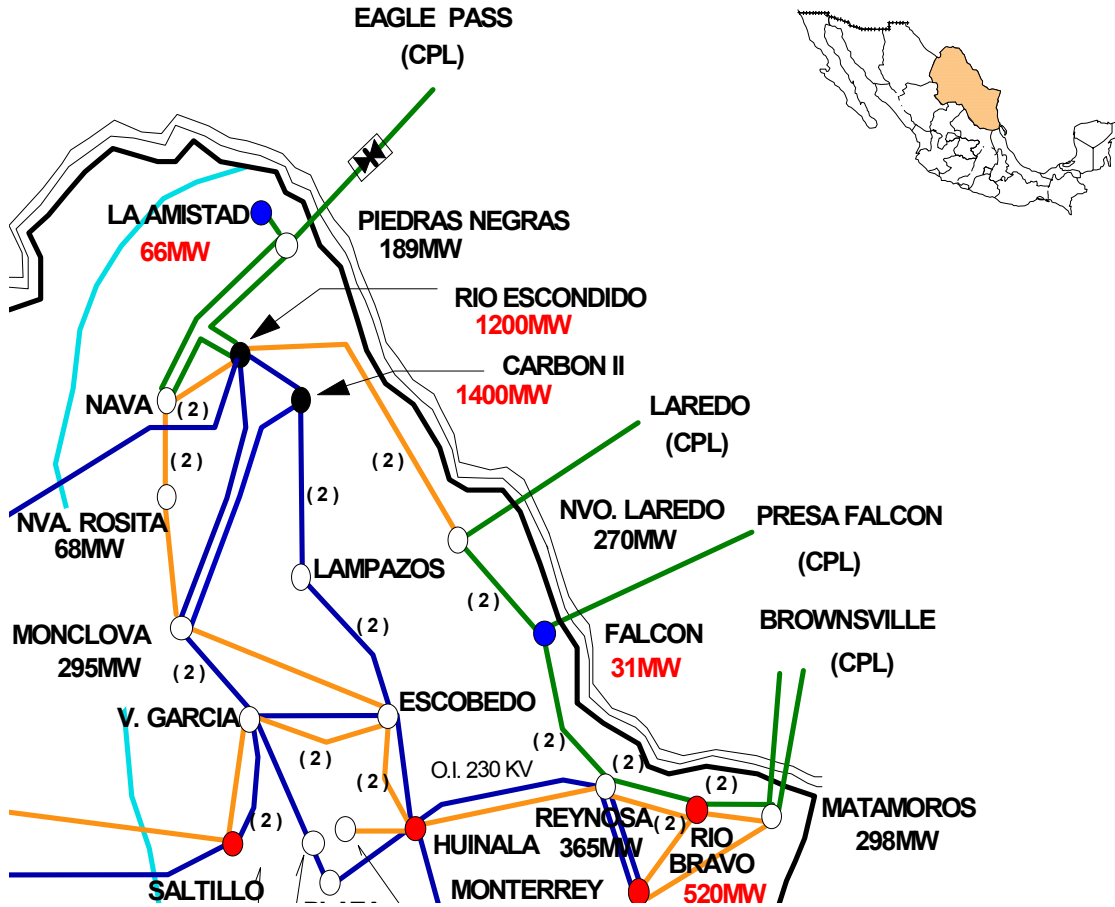 EAGLE PASS
(CPL)
LA AMISTAD
66MW
PIEDRAS NEGRAS
189MW
RIO ESCONDIDO
1200MW
CARBON II
1400MW
NAVA
(2)
LAREDO
(CPL)
(2)
(2)
(2)
NVA. ROSITA
68MW
NVO. LAREDO
270MW
PRESA FALCON
(CPL)
LAMPAZOS
(2)
(2)
MONCLOVA
295MW
(2)
FALCON
31MW
BROWNSVILLE
(CPL)
V. GARCIA
ESCOBEDO
(2)
(2)
(2)
(2)
(2)
O.I. 230 KV
(2)
REYNOSA
365MW
(2)
RIO
BRAVO
520MW
MATAMOROS
298MW
HUINALA
SALTILLO
MONTERREY